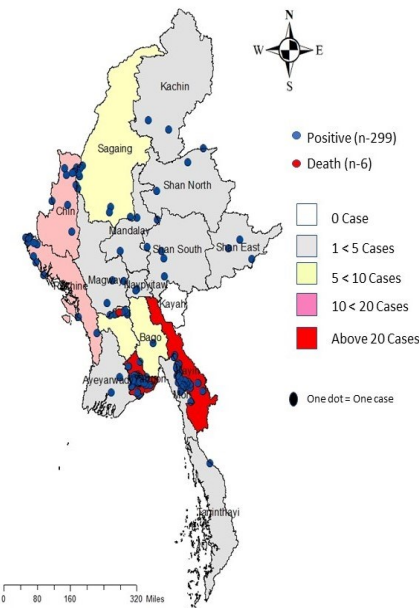 N
W E
S
Kachin
Positive (n-299)
Sagaing
Death (n-6)
Shan North
0 Case
Chin
1 < 5 Cases
Mandalay
Shan South
Shan East
5 < 10 Cases
Magway
Naypyitaw
10 < 20 Cases
Kayah
Above 20 Cases
Bago
Ayeyarwady
One dot = One case
Taninthayi
0 80 160 320 Miles